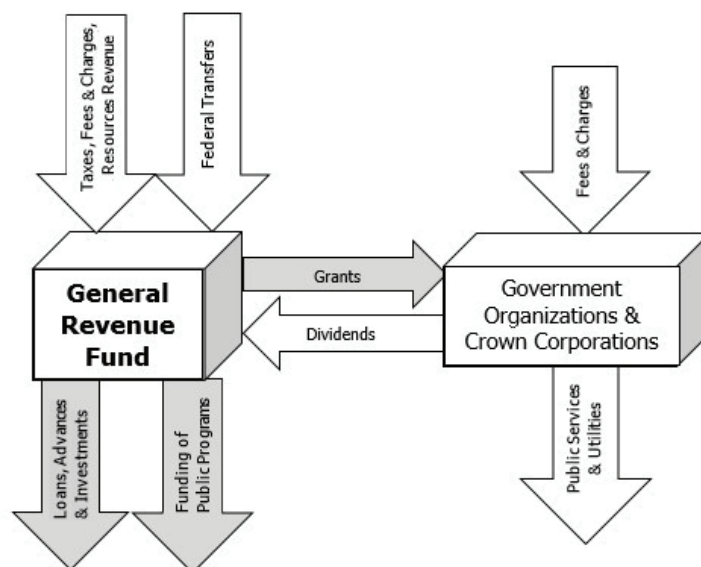 Taxes, Fees & Charges,
Resources Revenue
Federal Transfers
Fees & Charges
General
Revenue
Fund
Grants
Dividends
Government
Organizations &
Crown Corporations
Loans, Advances
& Investments
Funding of
Public Programs
Public Services
& Utilities